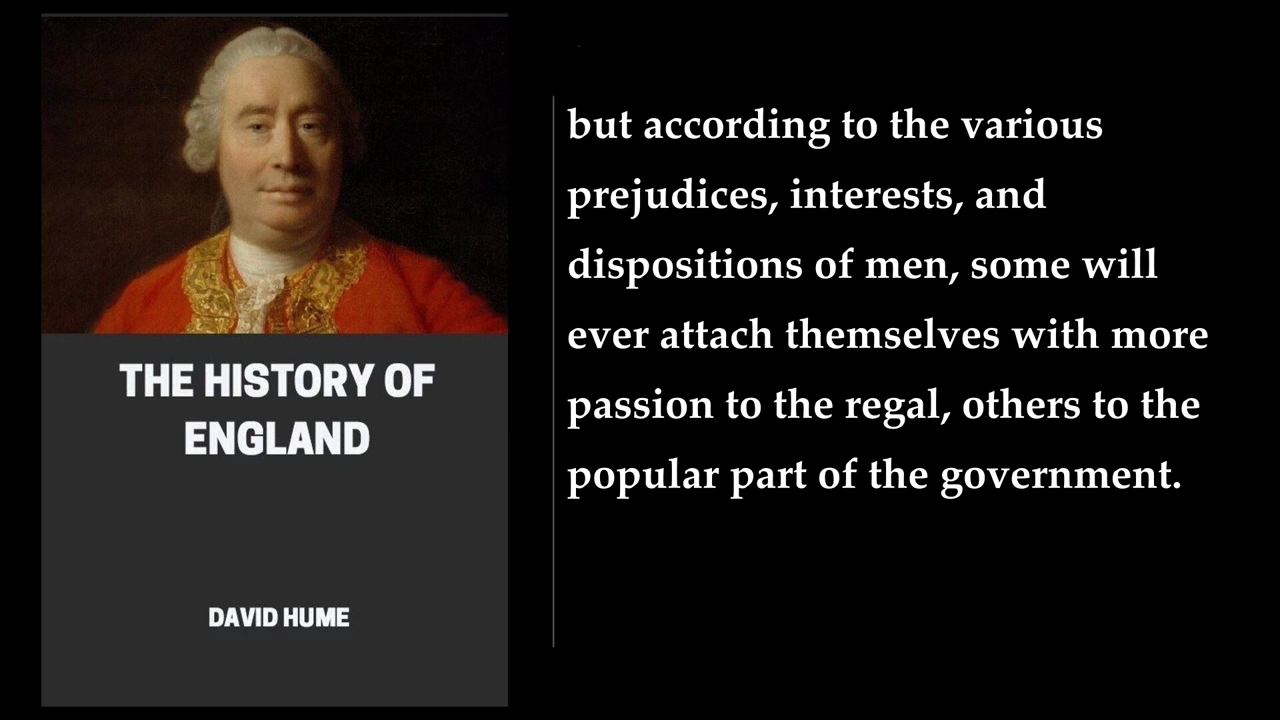 THE HISTORY OF
ENGLAND
DAVID HUME
but according to the various
prejudices, interests, and
dispositions of men, some will
ever attach themselves with more
passion to the regal, others to the
popular part of the government.